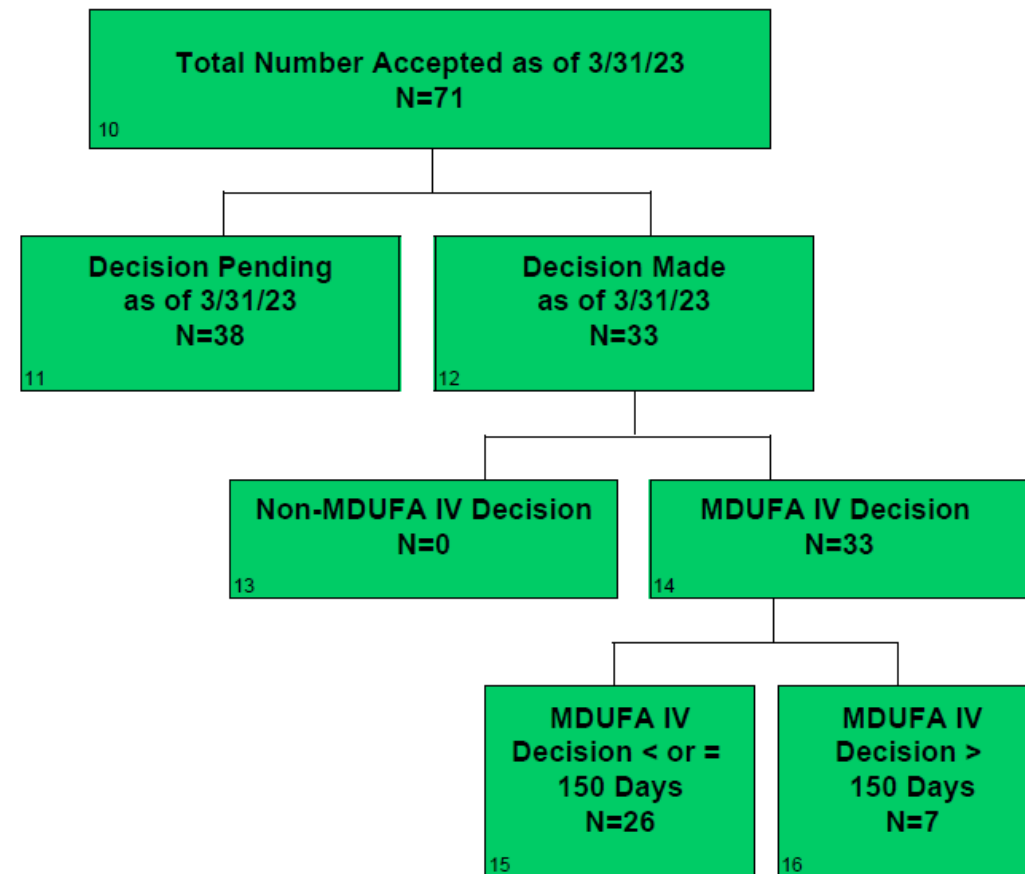 Total Number Accepted as of 3/31/23
N=71
10
Decision Pending
as of 3/31/23
N=38
11
Decision Made
as of 3/31/23
N=33
12
Non-MDUFA IV Decision
N=0
13
MDUFA IV Decision
N=33
14
MDUFA IV
Decision < or =
150 Days
N=26
15
MDUFA IV
Decision >
150 Days
N=7
16